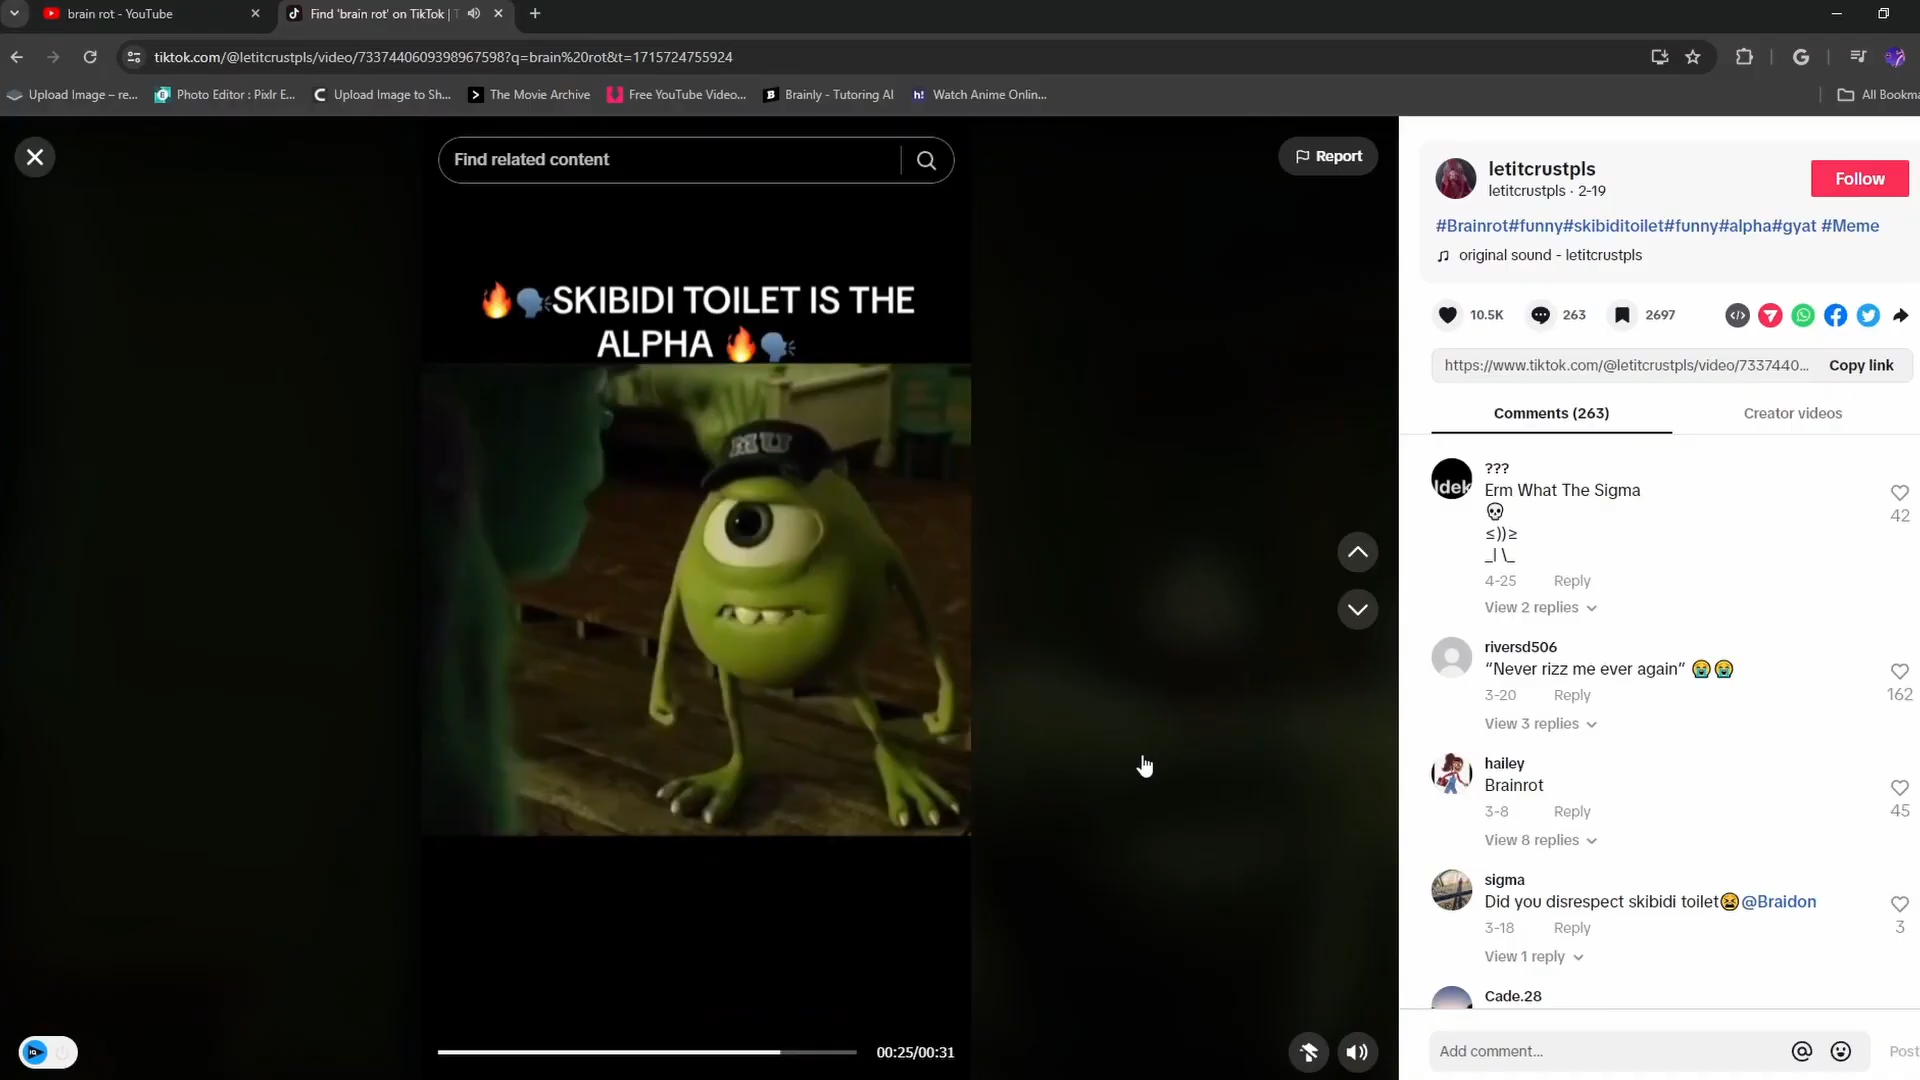 brain rot - YouTube
Find 'brain rot' on TikTok | T
tiktok.com/@letitcrustpls/video/7337440609398967598?q=brain%20rot&t=1715724755924
Upload Image – re...
Photo Editor : Pixlr E...
Upload Image to Sh...
The Movie Archive
Free YouTube Video...
Brainly - Tutoring AI
Watch Anime Onlin...
All Bookma
Find related content
Report
🔥🗣️SKIBIDI TOILET IS THE
ALPHA 🔥🗣️
MU
00:25/00:31
letitcrustpls
letitcrustpls · 2-19
Follow
#Brainrot#funny#skibiditoilet#funny#alpha#gyat #Meme
original sound - letitcrustpls
10.5K
263
2697
https://www.tiktok.com/@letitcrustpls/video/7337440...
Copy link
Comments (263)
Creator videos
Idek
???
Erm What The Sigma
💀
≤))≥
_| \_
42
4-25 Reply
View 2 replies
riversd506
“Never rizz me ever again” 😭😭
162
3-20 Reply
View 3 replies
hailey
Brainrot
45
3-8 Reply
View 8 replies
sigma
Did you disrespect skibidi toilet😫@Braidon
3
3-18 Reply
View 1 reply
Cade.28
Add comment...
Post